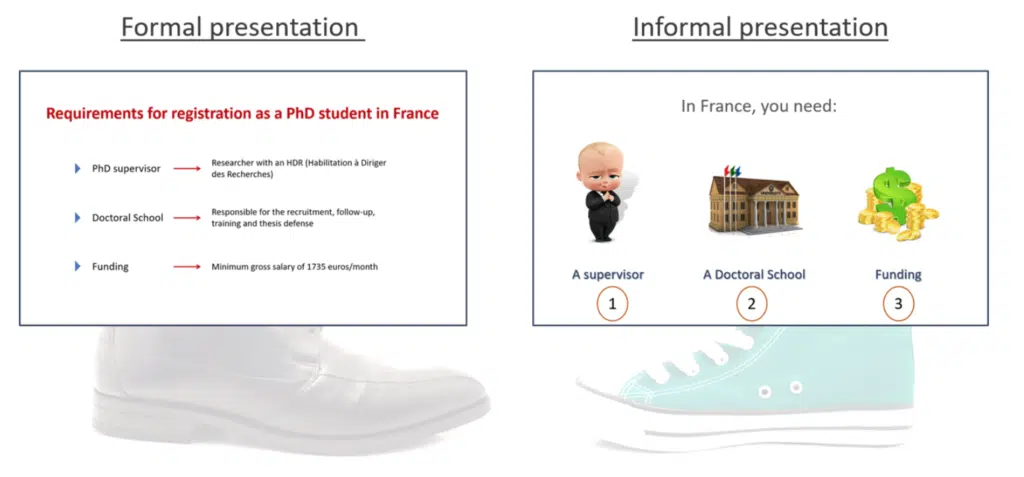 Formal presentation
Requirements for registration as a PhD student in France
PhD supervisor
Researcher with an HDR (Habilitation à Diriger
des Recherches)
Doctoral School
Responsible for the recruitment, follow-up,
training and thesis defense
Funding
Minimum gross salary of 1735 euros/month
Informal presentation
In France, you need:
A supervisor
1
A Doctoral School
2
Funding
3